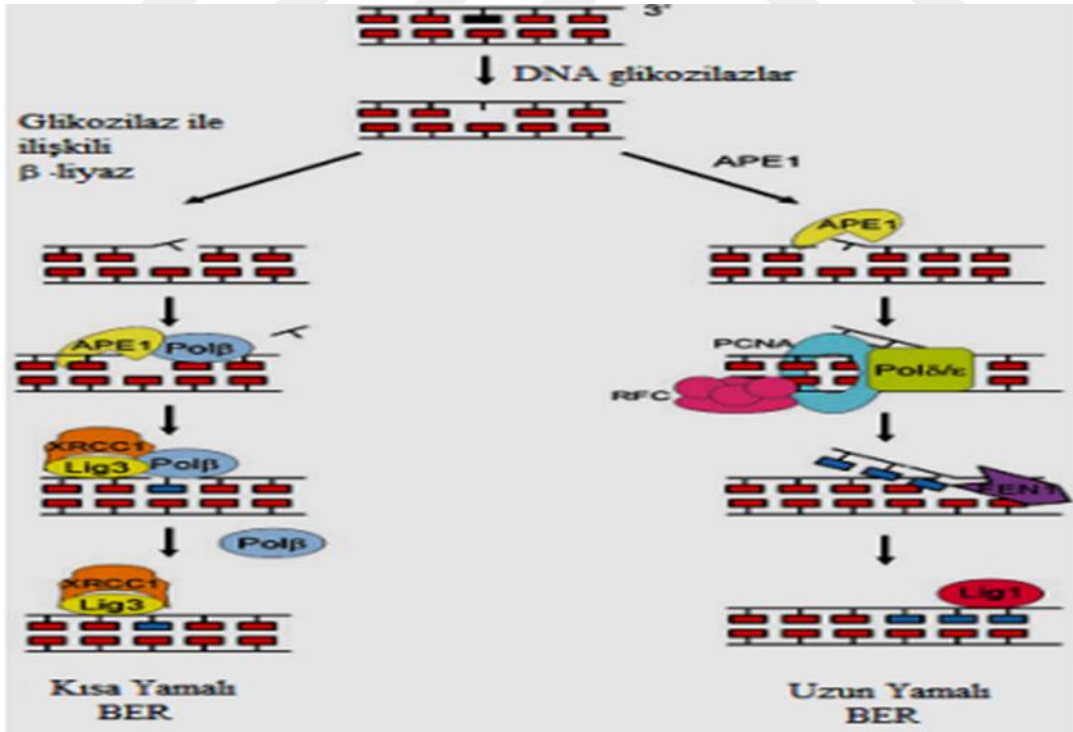 3'
DNA glikozilazlar
Glikozilaz ile
ilişkili
β -liyaz
APE1
APE1
APE1
Polβ
PCNA
Polδ/ε
RFC
XRCC1
Lig3
Polβ
EN1
Polβ
XRCC1
Lig3
Lig1
Kısa Yamalı
BER
Uzun Yamalı
BER